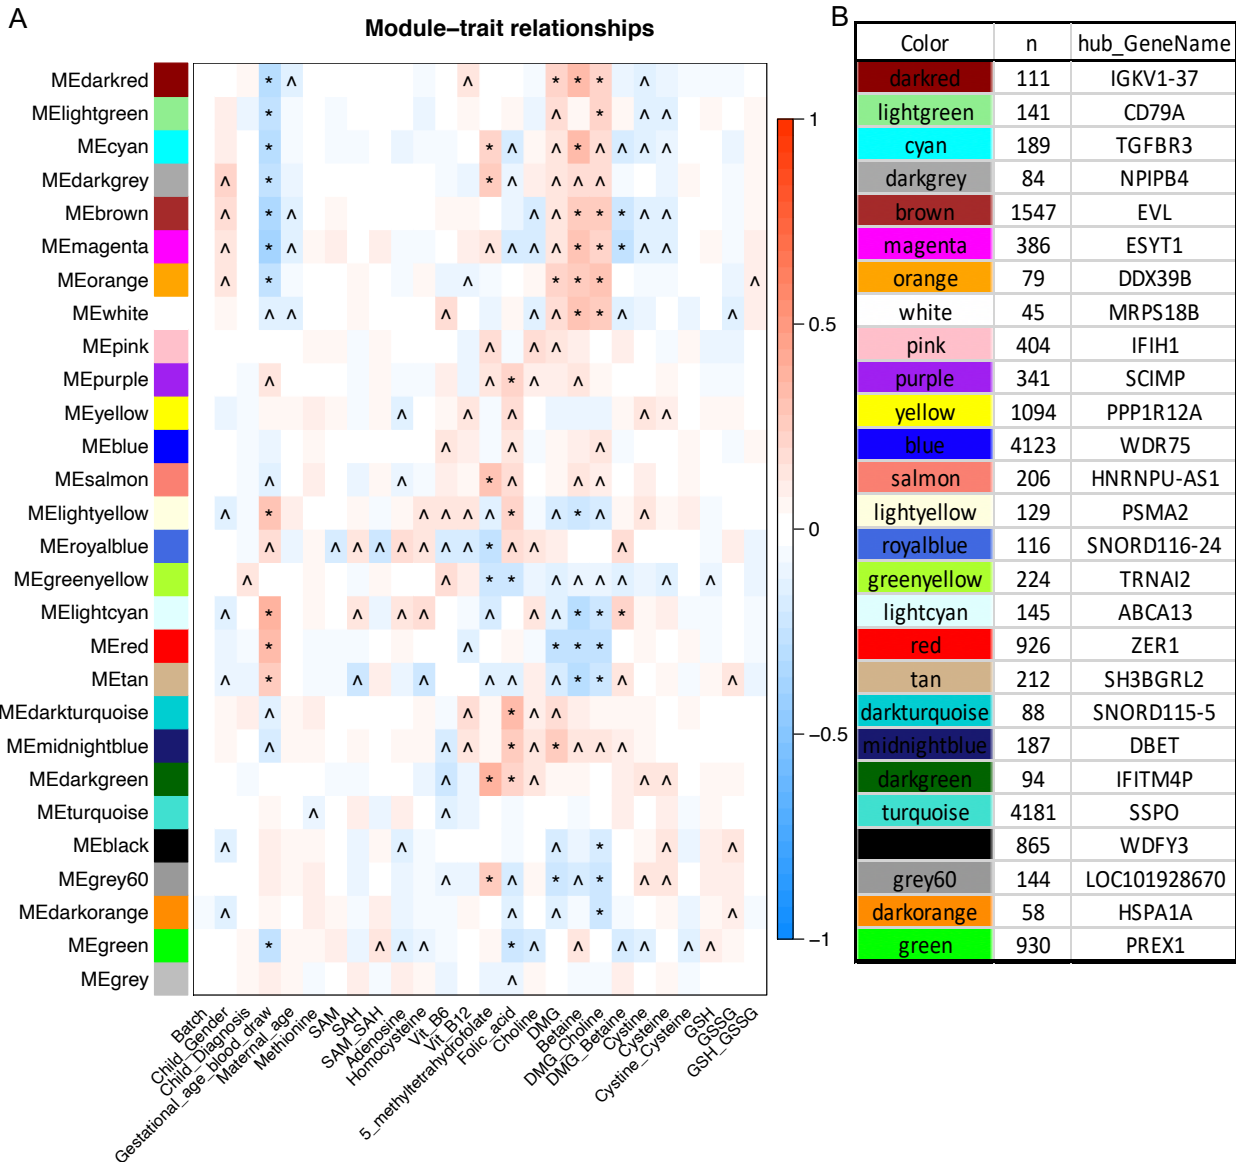 A
Module–trait relationships
MEdarkred
MElightgreen
MEcyan
MEdarkgrey
MEbrown
MEmagenta
MEorange
MEwhite
MEpink
MEpurple
MEyellow
MEblue
MEsalmon
MElightyellow
MEroyalblue
MEgreenyellow
MElightcyan
MEred
MEtan
MEdarkturquoise
MEmidnightblue
MEdarkgreen
MEturquoise
MEblack
MEgrey60
MEdarkorange
MEgreen
MEgrey
1
0.5
0
−0.5
−1
Batch
Child_Gender
Child_Diagnosis
Gestational_age_blood_draw
Maternal_age
Methionine
SAM
SAH
SAM_SAH
Adenosine
Homocysteine
Vit_B6
Vit_B12
5_methyltetrahydrofolate
Folic_acid
Choline
DMG
Betaine
DMG_Choline
DMG_Betaine
Cystine
Cysteine
Cystine_Cysteine
GSH
GSSG
GSH_GSSG
B
Color n hub_GeneName
darkred 111 IGKV1-37
lightgreen 141 CD79A
cyan 189 TGFBR3
darkgrey 84 NPIPB4
brown 1547 EVL
magenta 386 ESYT1
orange 79 DDX39B
white 45 MRPS18B
pink 404 IFIH1
purple 341 SCIMP
yellow 1094 PPP1R12A
blue 4123 WDR75
salmon 206 HNRNPU-AS1
lightyellow 129 PSMA2
royalblue 116 SNORD116-24
greenyellow 224 TRNAI2
lightcyan 145 ABCA13
red 926 ZER1
tan 212 SH3BGRL2
darkturquoise 88 SNORD115-5
midnightblue 187 DBET
darkgreen 94 IFITM4P
turquoise 4181 SSPO
865 WDFY3
grey60 144 LOC101928670
darkorange 58 HSPA1A
green 930 PREX1